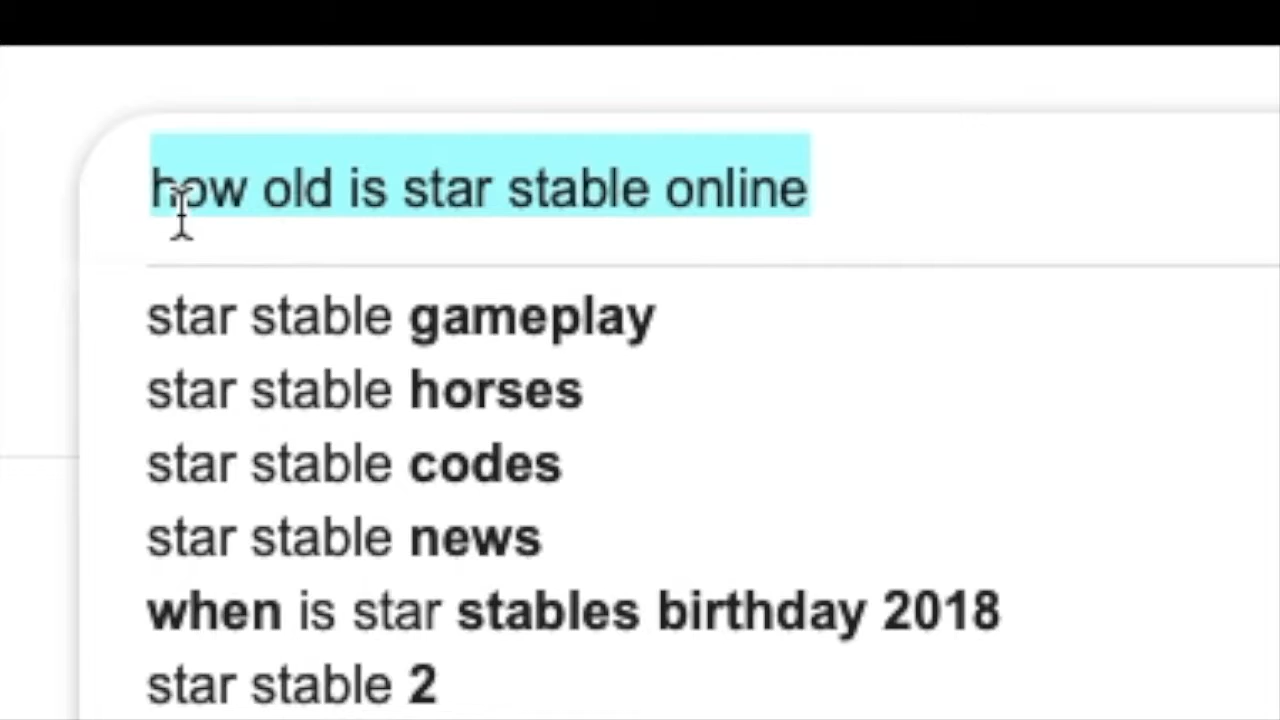 how old is star stable online
star stable gameplay
star stable horses
star stable codes
star stable news
when is star stables birthday 2018
star stable 2